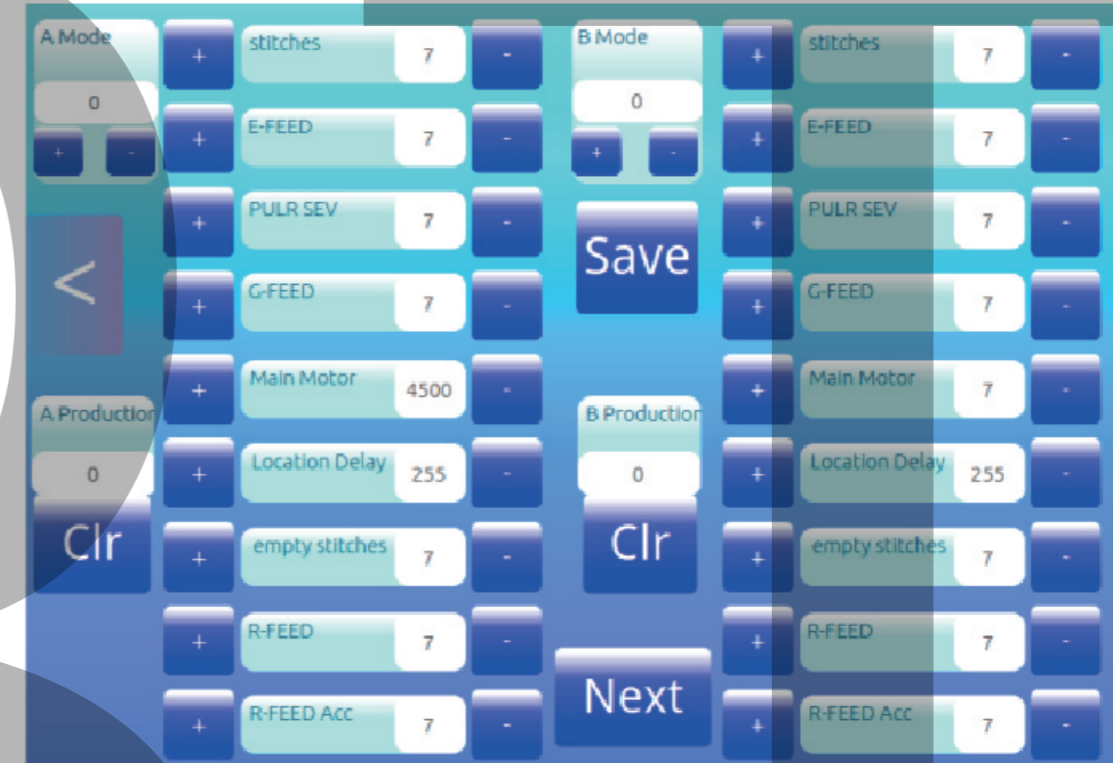 A Mode
0
+ -
<
A Production
0
Clr
+ stitches 7 -
+ E-FEED 7 -
+ PULR SEV 7 -
+ G-FEED 7 -
+ Main Motor 4500 -
+ Location Delay 255 -
+ empty stitches 7 -
+ R-FEED 7 -
+ R-FEED Acc 7 -
B Mode
0
+ -
Save
B Production
0
Clr
Next
+ stitches 7 -
+ E-FEED 7 -
+ PULR SEV 7 -
+ G-FEED 7 -
+ Main Motor 7 -
+ Location Delay 255 -
+ empty stitches 7 -
+ R-FEED 7 -
+ R-FEED Acc 7 -